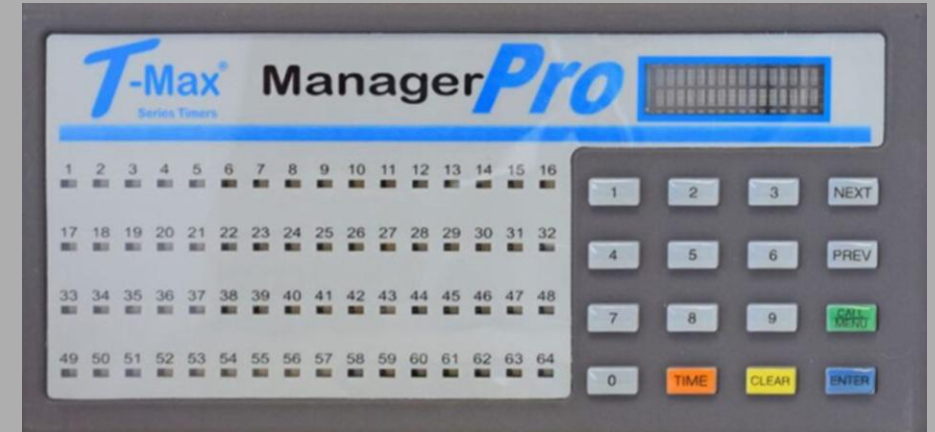 T-Max® ManagerPro
Series Timers
1 2 3 4 5 6 7 8 9 10 11 12 13 14 15 16
17 18 19 20 21 22 23 24 25 26 27 28 29 30 31 32
33 34 35 36 37 38 39 40 41 42 43 44 45 46 47 48
49 50 51 52 53 54 55 56 57 58 59 60 61 62 63 64
1 2 3 NEXT
4 5 6 PREV
7 8 9 CALL
MENU
0 TIME CLEAR ENTER